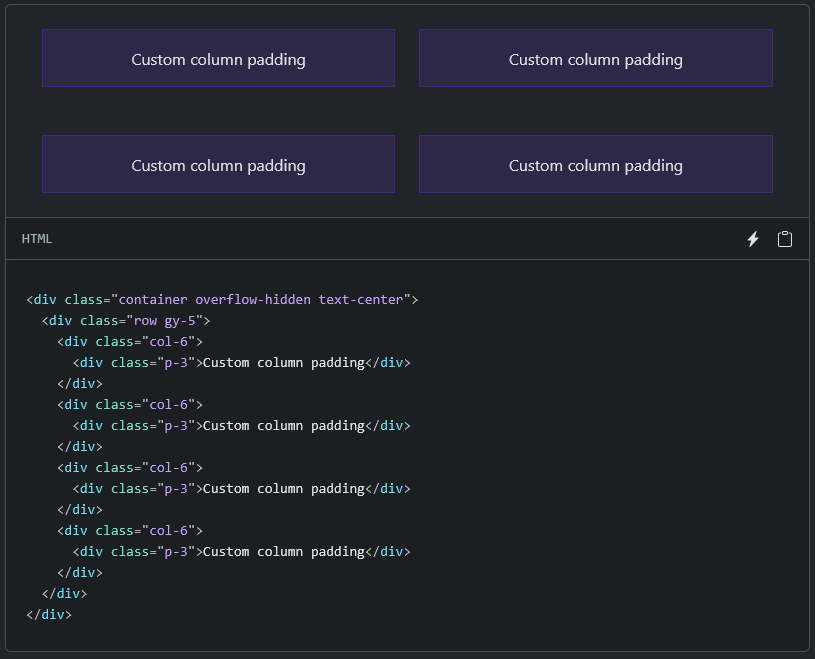 Custom column padding Custom column padding
Custom column padding Custom column padding
HTML
<div class="container overflow-hidden text-center">
  <div class="row gy-5">
    <div class="col-6">
      <div class="p-3">Custom column padding</div>
    </div>
    <div class="col-6">
      <div class="p-3">Custom column padding</div>
    </div>
    <div class="col-6">
      <div class="p-3">Custom column padding</div>
    </div>
    <div class="col-6">
      <div class="p-3">Custom column padding</div>
    </div>
  </div>
</div>